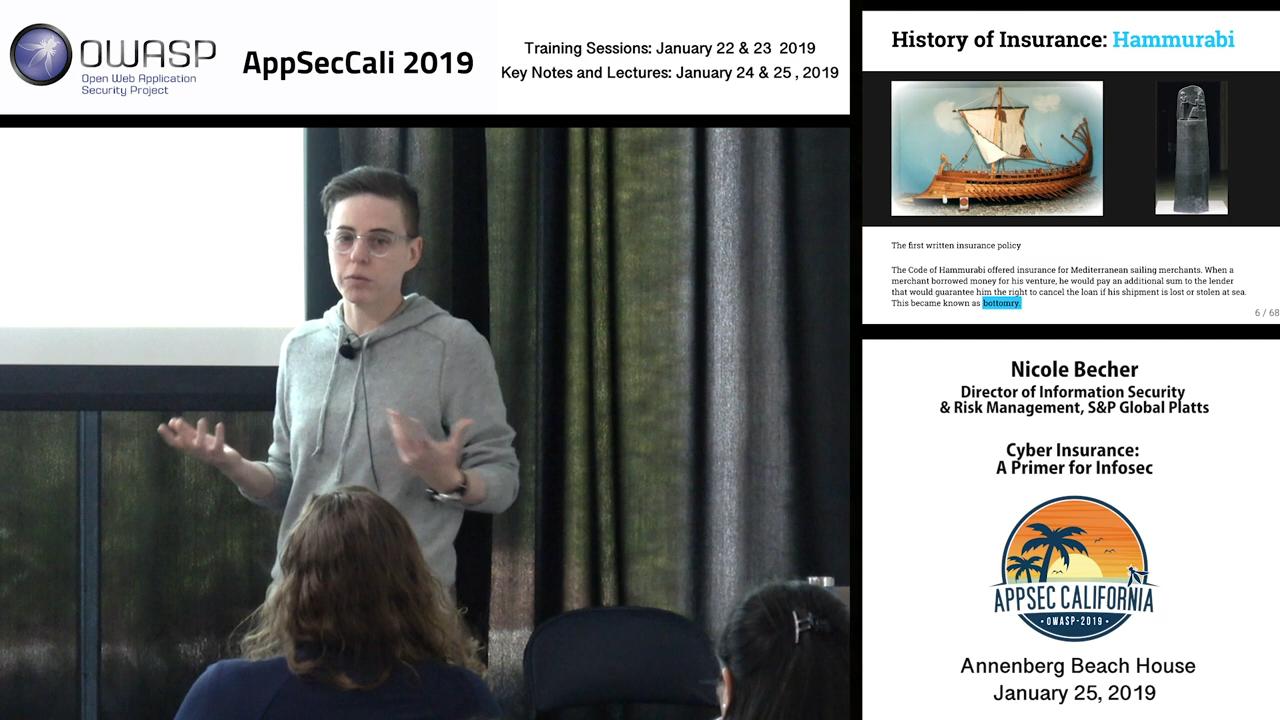 OWASP
Open Web Application
Security Project
AppSecCali 2019
Training Sessions: January 22 & 23 2019
Key Notes and Lectures: January 24 & 25 , 2019
History of Insurance: Hammurabi
The first written insurance policy
The Code of Hammurabi offered insurance for Mediterranean sailing merchants. When a
merchant borrowed money for his venture, he would pay an additional sum to the lender
that would guarantee him the right to cancel the loan if his shipment is lost or stolen at sea.
This became known as bottomry.
6 / 68
Nicole Becher
Director of Information Security
& Risk Management, S&P Global Platts
Cyber Insurance:
A Primer for Infosec
APPSEC CALIFORNIA
• OWASP-2019 •
Annenberg Beach House
January 25, 2019